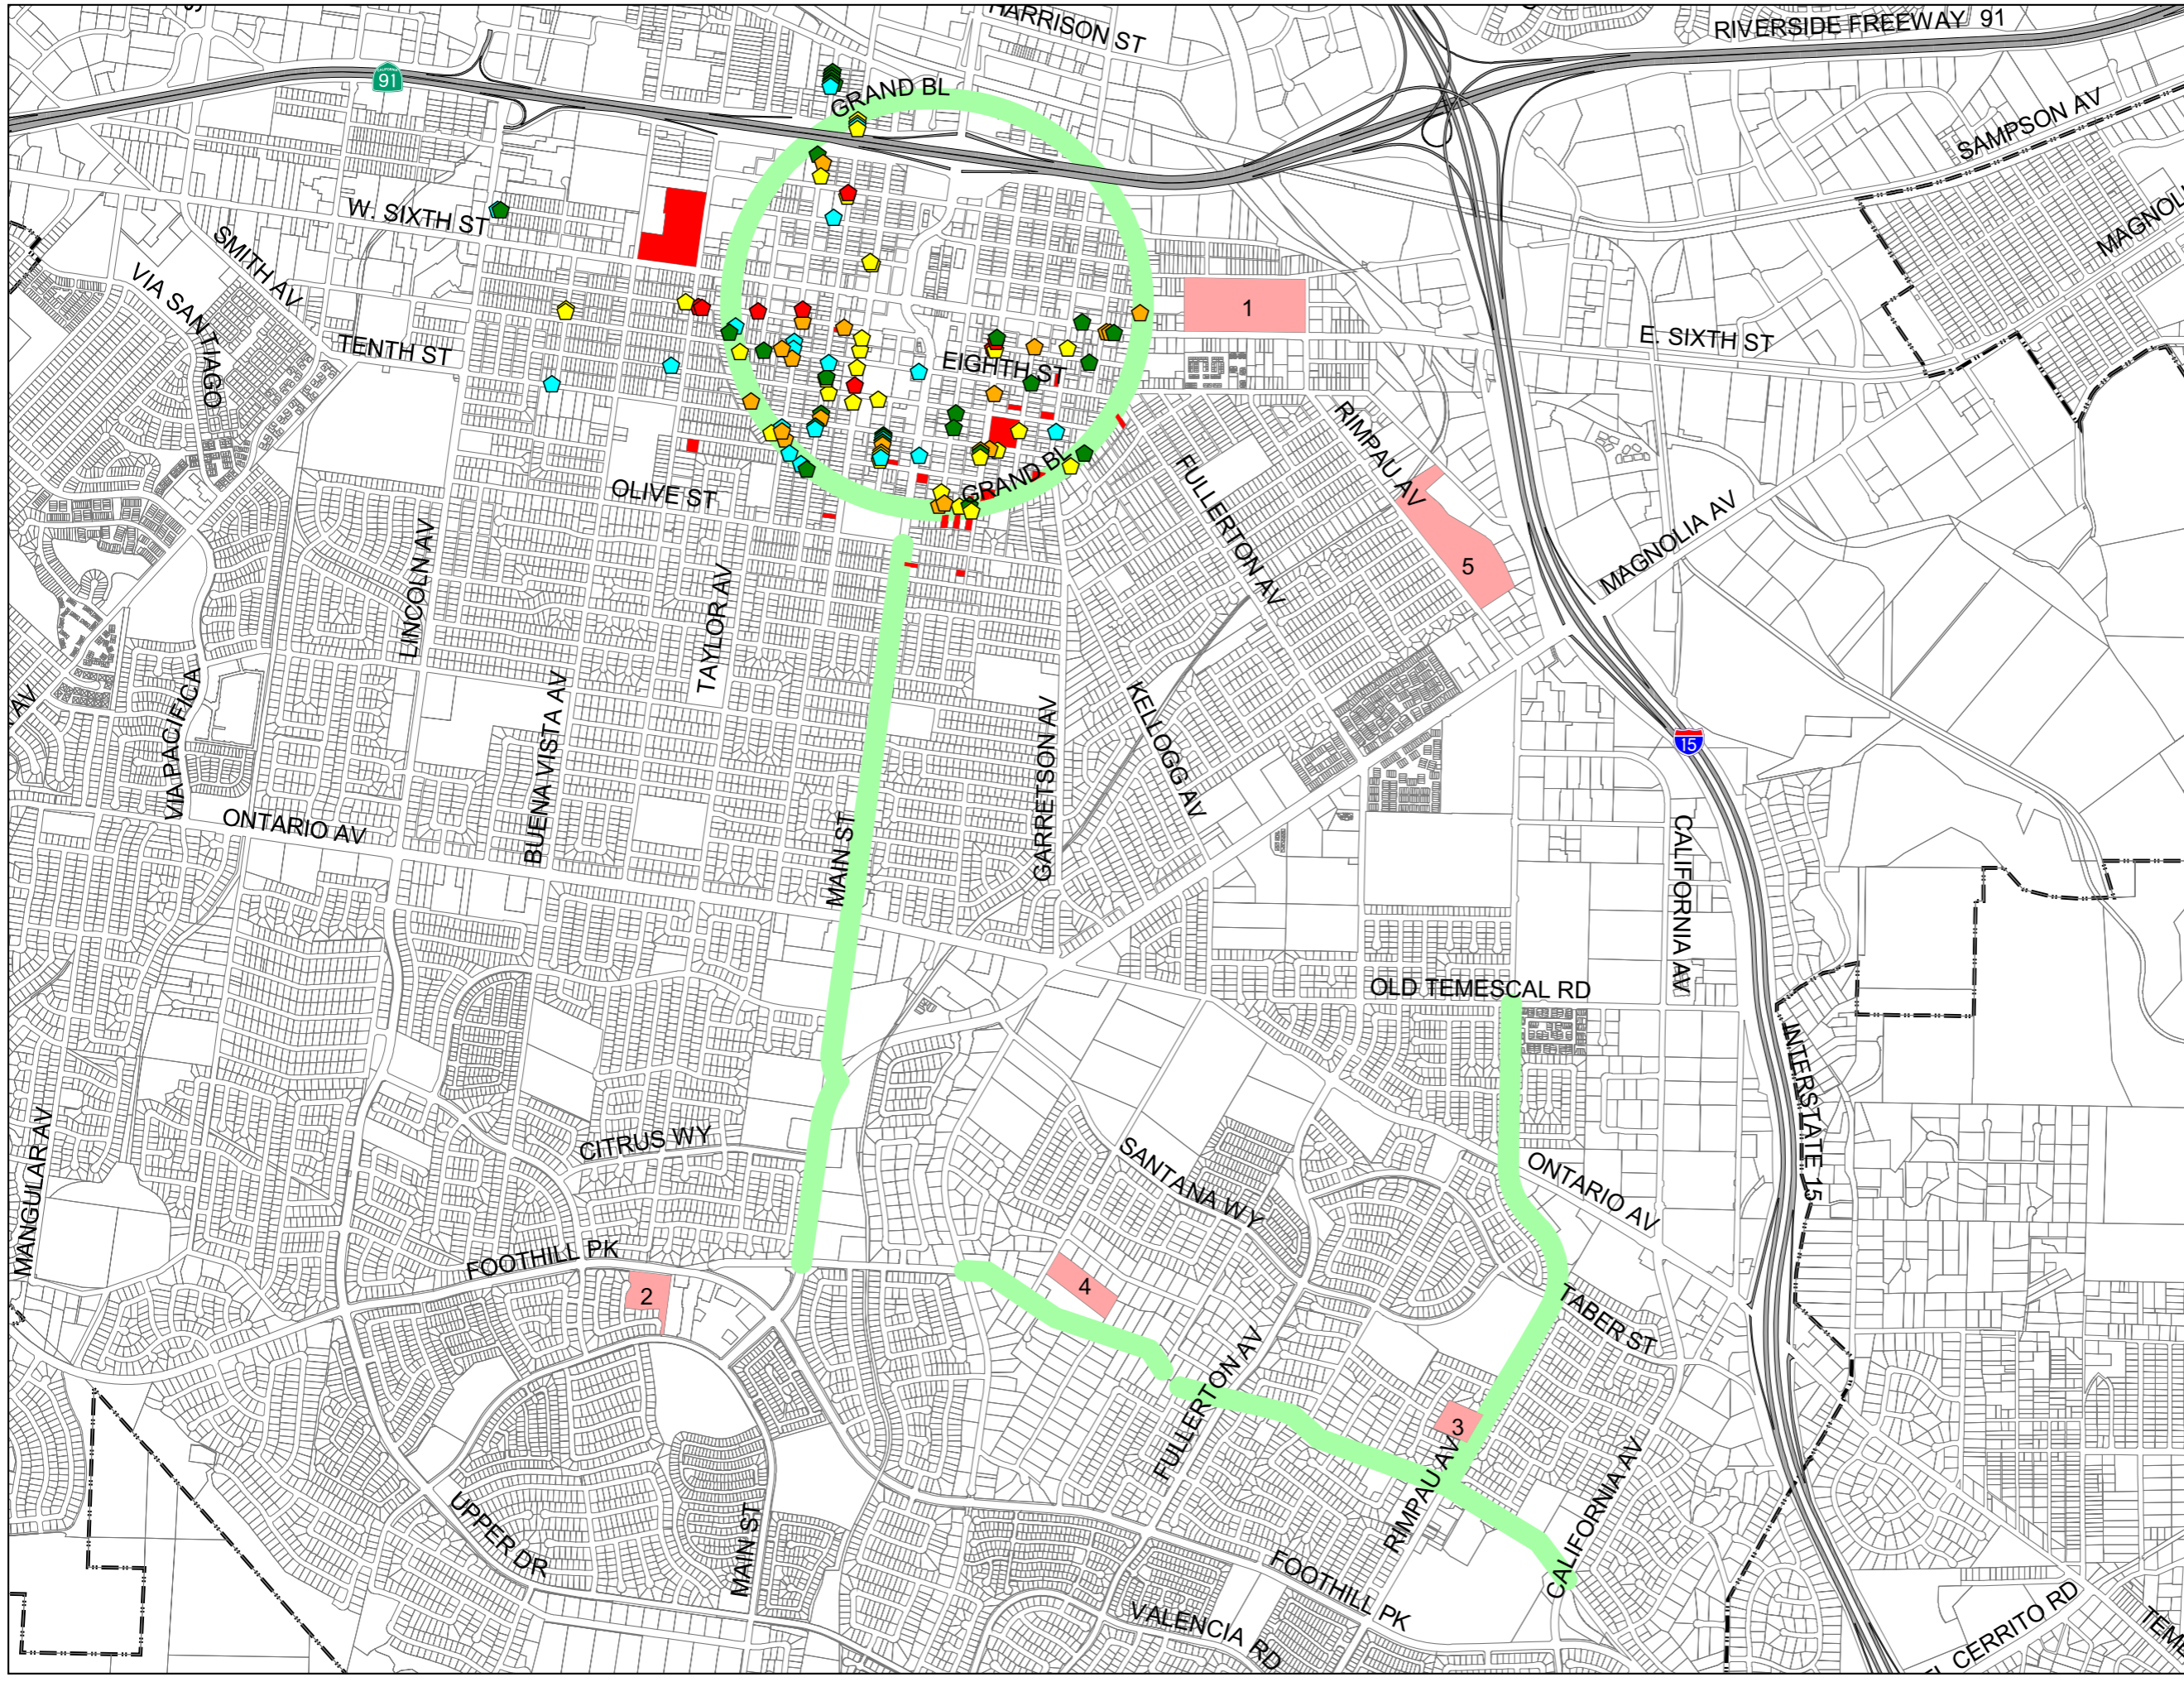 HARRISON ST
RIVERSIDE FREEWAY 91
CALIFORNIA
91
GRAND BL
SAMPSON AV
W. SIXTH ST
SMITH AV
MAGNOL
VIA SANTIAGO
1
TENTH ST
EIGHTH ST
E. SIXTH ST
RIMPAU AV
GRAND BL
OLIVE ST
FULLERTON AV
LINCOLN AV
TAYLOR AV
5
MAGNOLIA AV
AV
VIA PACIFICA
BUENA VISTA AV
KELLOGG AV
GARRETSON AV
15
ONTARIO AV
MAIN ST
CALIFORNIA AV
OLD TEMESCAL RD
INTERSTATE 15
MANGULAR AV
CITRUS WY
SANTANA WY
ONTARIO AV
FOOTHILL PK
2
4
TABER ST
FULLERTON AV
3
RIMPAU AV
CALIFORNIA AV
UPPER DR
MAIN ST
FOOTHILL PK
VALENCIA RD
CERRITO RD
TEM